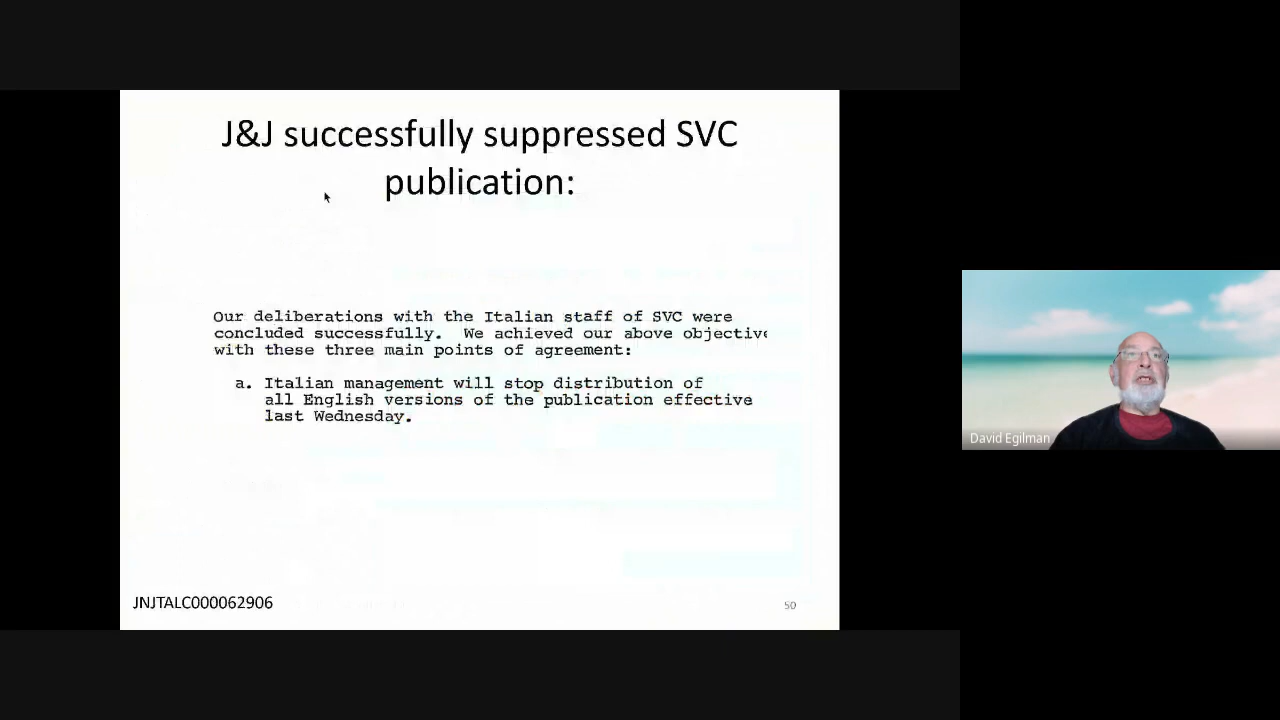 J&J successfully suppressed SVC
publication:
Our deliberations with the Italian staff of SVC were
concluded successfully. We achieved our above objective
with these three main points of agreement:
a. Italian management will stop distribution of
all English versions of the publication effective
last Wednesday.
JNJTALC000062906
50
David Egilman